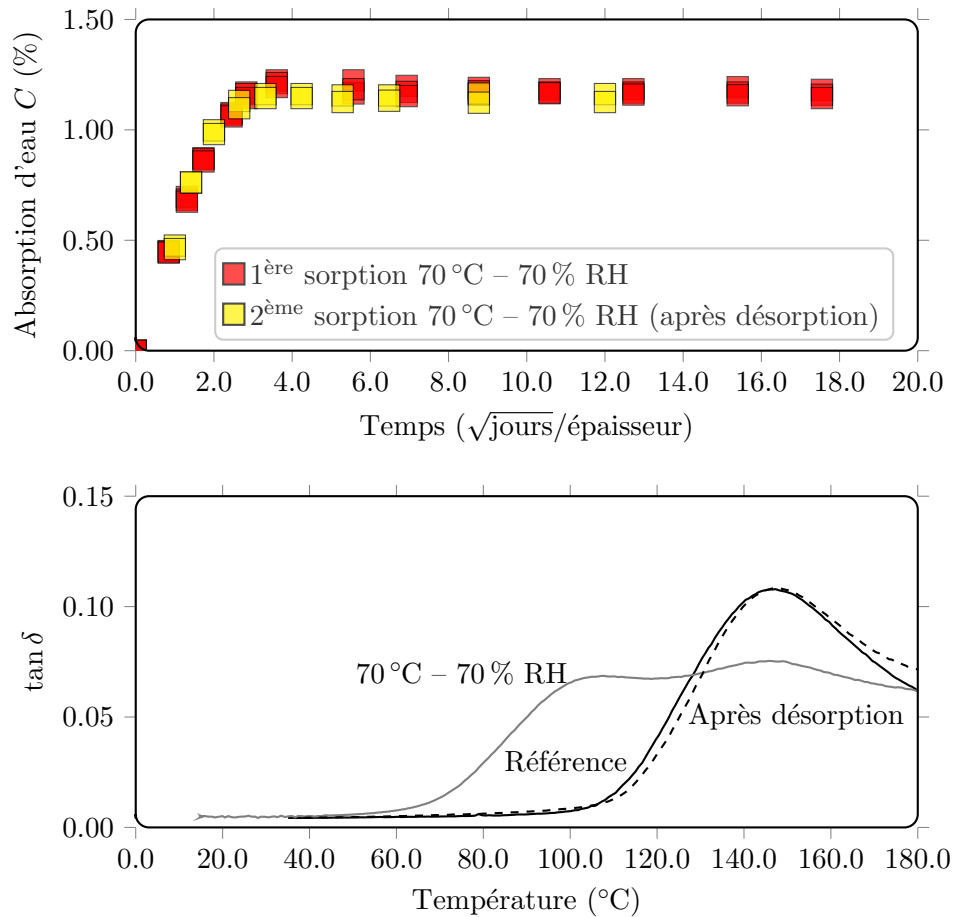 1.50
1.00
0.50
0.00
Absorption d'eau C (%)
1ère sorption 70 °C – 70 % RH
2ème sorption 70 °C – 70 % RH (après désorption)
0.0 2.0 4.0 6.0 8.0 10.0 12.0 14.0 16.0 18.0 20.0
Temps (√jours/épaisseur)
0.15
0.10
0.05
0.00
tan δ
70 °C – 70 % RH
Après désorption
Référence
0.0 20.0 40.0 60.0 80.0 100.0 120.0 140.0 160.0 180.0
Température (°C)